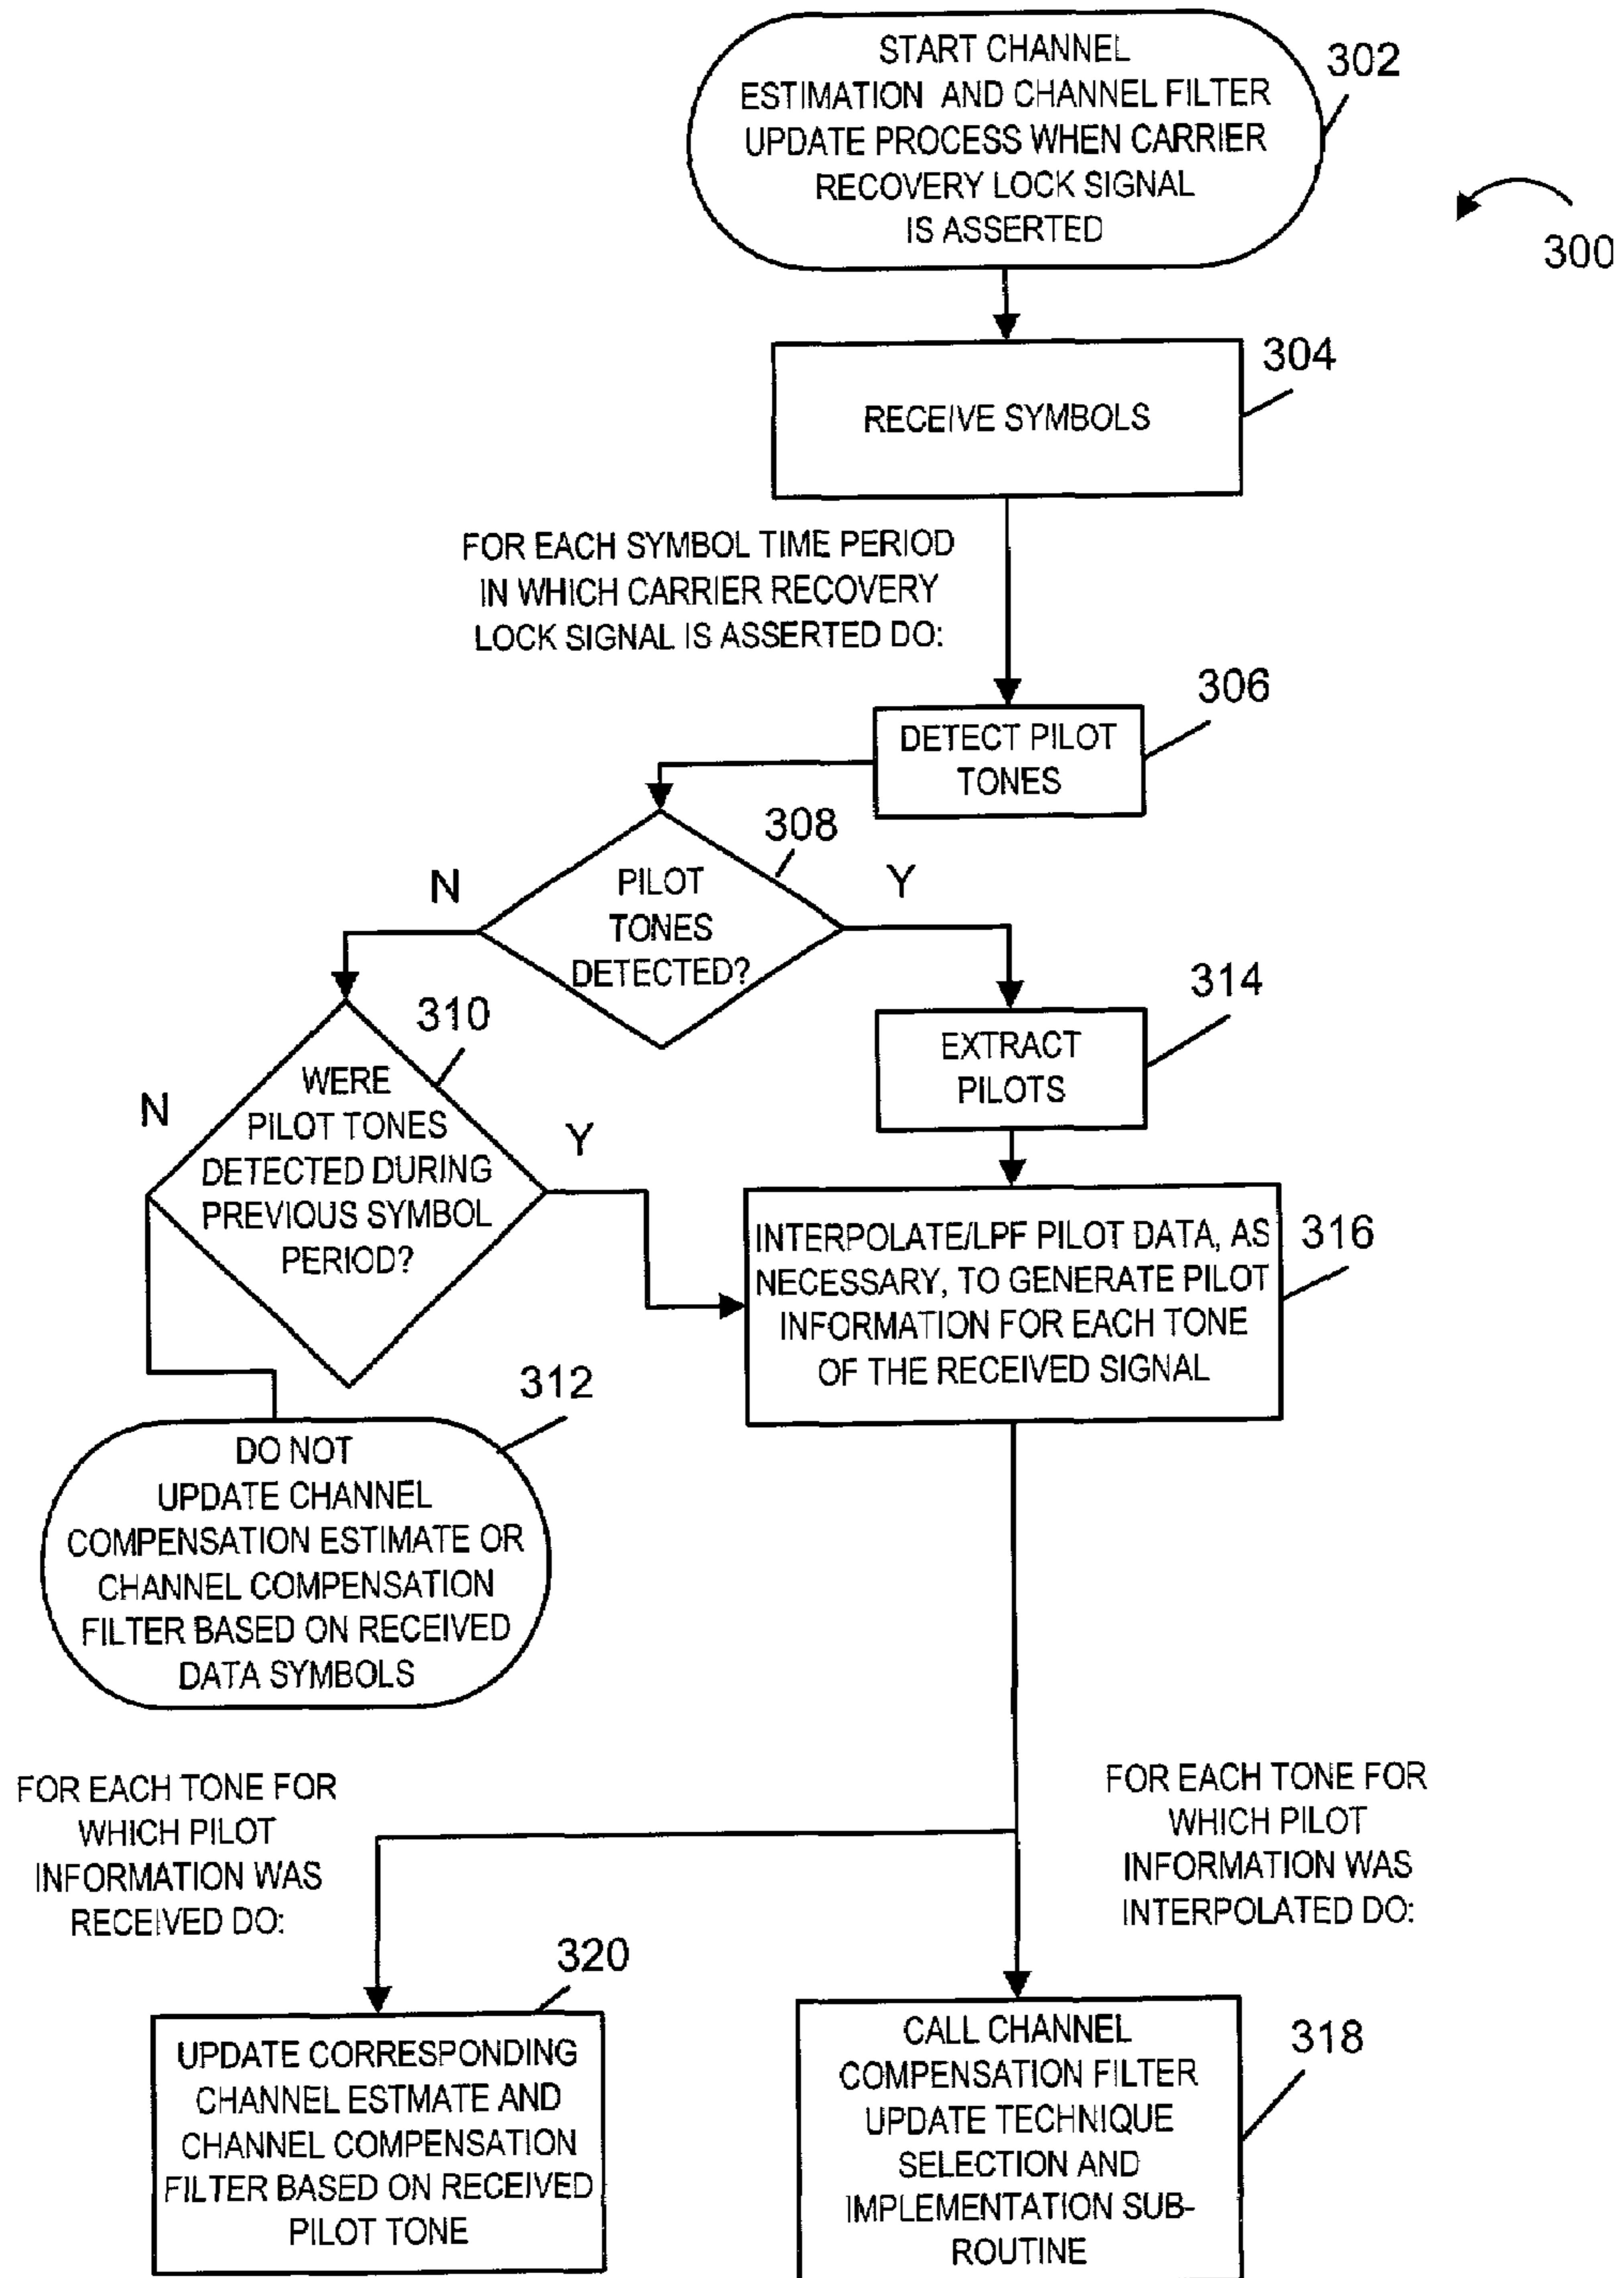 START CHANNEL
ESTIMATION AND CHANNEL FILTER
UPDATE PROCESS WHEN CARRIER
RECOVERY LOCK SIGNAL
IS ASSERTED
302
300
304
RECEIVE SYMBOLS
FOR EACH SYMBOL TIME PERIOD
IN WHICH CARRIER RECOVERY
LOCK SIGNAL IS ASSERTED DO:
306
DETECT PILOT
TONES
308
N
Y
PILOT
TONES
DETECTED?
310
N
Y
WERE
PILOT TONES
DETECTED DURING
PREVIOUS SYMBOL
PERIOD?
314
EXTRACT
PILOTS
316
INTERPOLATE/LPF PILOT DATA, AS
NECESSARY, TO GENERATE PILOT
INFORMATION FOR EACH TONE
OF THE RECEIVED SIGNAL
312
DO NOT
UPDATE CHANNEL
COMPENSATION ESTIMATE OR
CHANNEL COMPENSATION
FILTER BASED ON RECEIVED
DATA SYMBOLS
FOR EACH TONE FOR
WHICH PILOT
INFORMATION WAS
RECEIVED DO:
FOR EACH TONE FOR
WHICH PILOT
INFORMATION WAS
INTERPOLATED DO:
320
UPDATE CORRESPONDING
CHANNEL ESTMATE AND
CHANNEL COMPENSATION
FILTER BASED ON RECEIVED
PILOT TONE
318
CALL CHANNEL
COMPENSATION FILTER
UPDATE TECHNIQUE
SELECTION AND
IMPLEMENTATION SUB-
ROUTINE